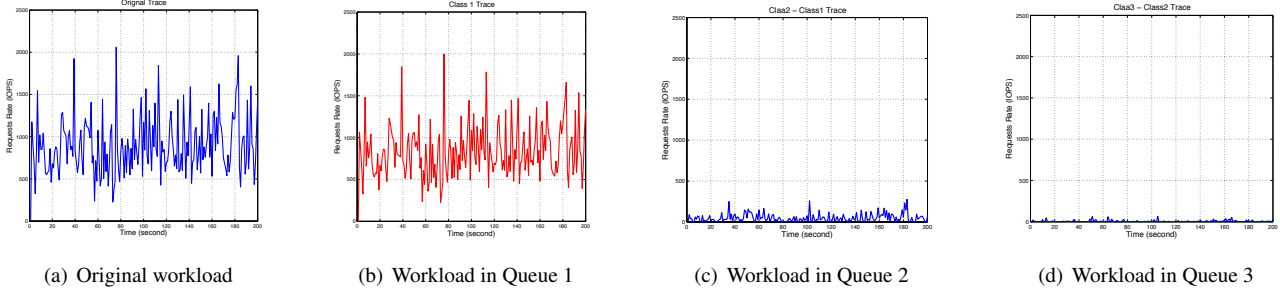 Orignal Trace
Requests Rate (IOPS)
2500
2000
1500
1000
500
0
0 20 40 60 80 100 120 140 160 180 200
Time (second)
(a) Original workload
Class 1 Trace
Requests Rate (IOPS)
2500
2000
1500
1000
500
0
0 20 40 60 80 100 120 140 160 180 200
Time (second)
(b) Workload in Queue 1
Claa2 − Class1 Trace
Requests Rate (IOPS)
2500
2000
1500
1000
500
0
0 20 40 60 80 100 120 140 160 180 200
Time (second)
(c) Workload in Queue 2
Claa3 − Class2 Trace
Requests Rate (IOPS)
2500
2000
1500
1000
500
0
0 20 40 60 80 100 120 140 160 180 200
Time (second)
(d) Workload in Queue 3